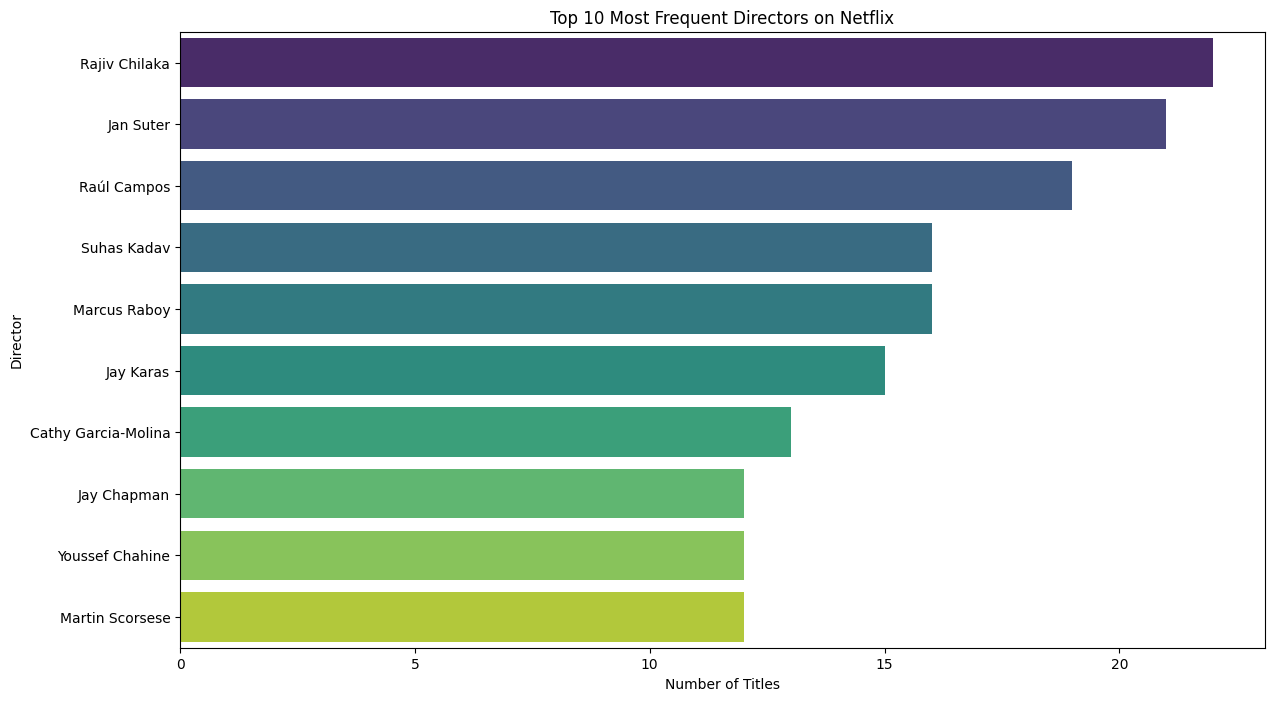 Top 10 Most Frequent Directors on Netflix
Director
Rajiv Chilaka
Jan Suter
Raúl Campos
Suhas Kadav
Marcus Raboy
Jay Karas
Cathy Garcia-Molina
Jay Chapman
Youssef Chahine
Martin Scorsese
0 5 10 15 20
Number of Titles